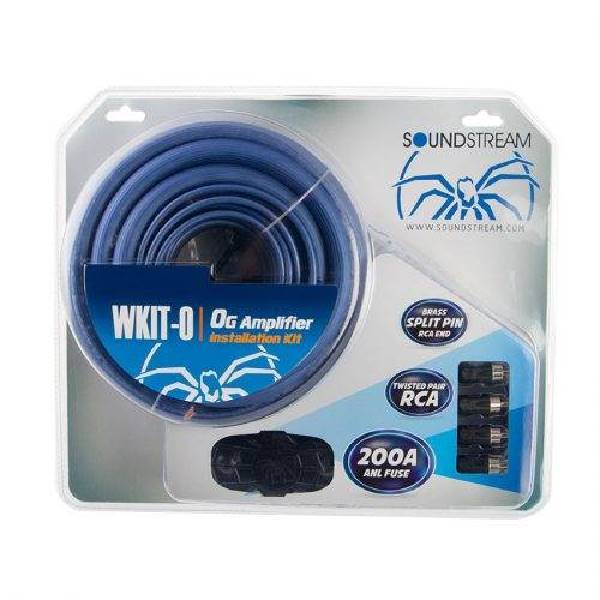 SOUNDSTREAM
WWW.SOUNDSTREAM.COM
WKIT-0 | 0G Amplifier
Installation Kit
BRASS
SPLIT PIN
RCA END
TWISTED PAIR
RCA
200A
ANL FUSE